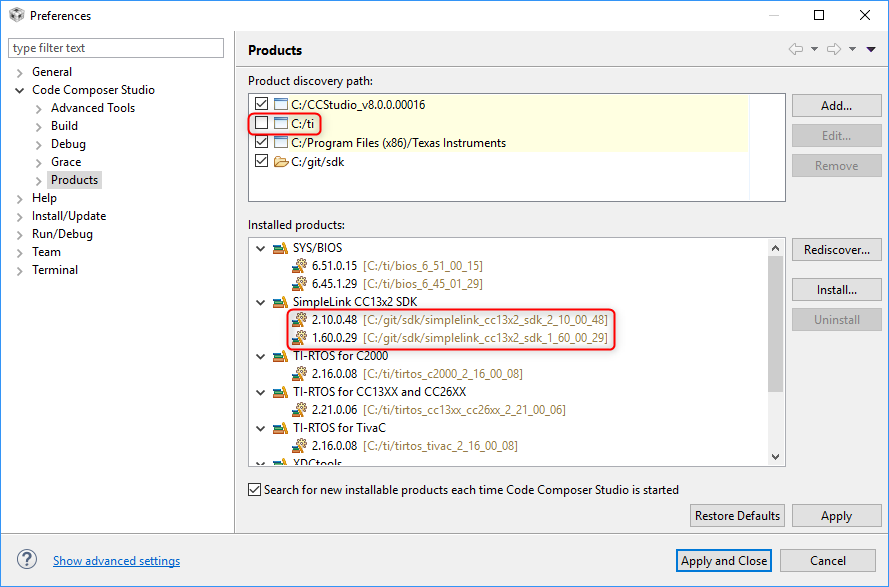 Preferences
type filter text
General
Code Composer Studio
Advanced Tools
Build
Debug
Grace
Products
Help
Install/Update
Run/Debug
Team
Terminal
Products
Product discovery path:
C:/CCStudio_v8.0.0.00016
C:/ti
C:/Program Files (x86)/Texas Instruments
C:/git/sdk
Add...
Edit...
Remove
Installed products:
SYS/BIOS
6.51.0.15 [C:/ti/bios_6_51_00_15]
6.45.1.29 [C:/ti/bios_6_45_01_29]
SimpleLink CC13x2 SDK
2.10.0.48 [C:/git/sdk/simplelink_cc13x2_sdk_2_10_00_48]
1.60.0.29 [C:/git/sdk/simplelink_cc13x2_sdk_1_60_00_29]
TI-RTOS for C2000
2.16.0.08 [C:/ti/tirtos_c2000_2_16_00_08]
TI-RTOS for CC13XX and CC26XX
2.21.0.06 [C:/ti/tirtos_cc13xx_cc26xx_2_21_00_06]
TI-RTOS for TivaC
2.16.0.08 [C:/ti/tirtos_tivac_2_16_00_08]
XDCtools
Rediscover...
Install...
Uninstall
Search for new installable products each time Code Composer Studio is started
Restore Defaults
Apply
?
Show advanced settings
Apply and Close
Cancel